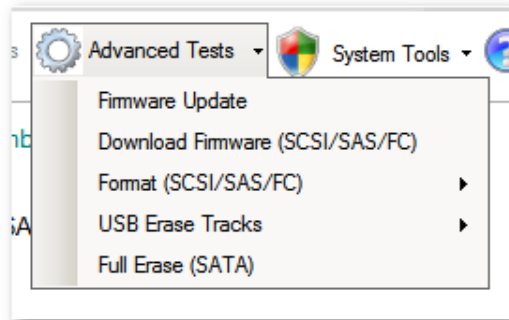 Advanced Tests
System Tools
Firmware Update
Download Firmware (SCSI/SAS/FC)
Format (SCSI/SAS/FC)
USB Erase Tracks
Full Erase (SATA)